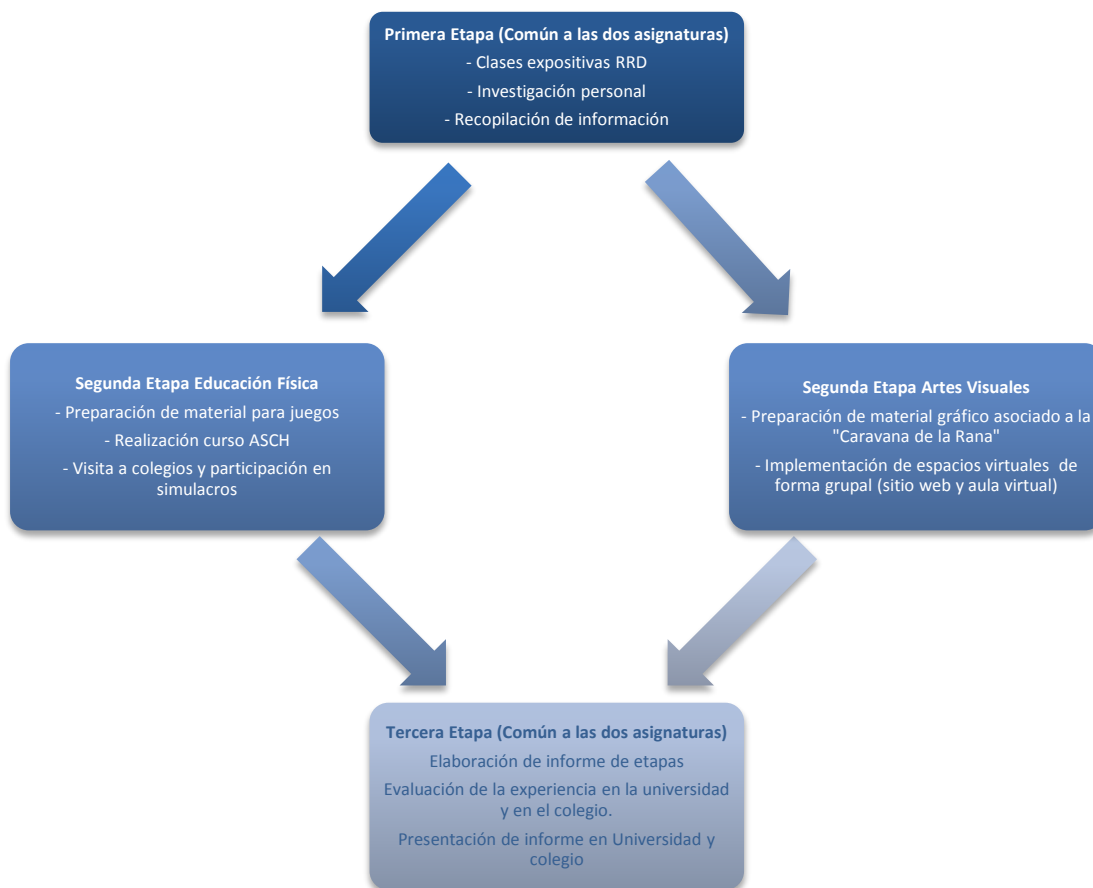 Primera Etapa (Común a las dos asignaturas)
- Clases expositivas RRD
- Investigación personal
- Recopilación de información
Segunda Etapa Educación Física
- Preparación de material para juegos
- Realización curso ASCH
- Visita a colegios y participación en
simulacros
Segunda Etapa Artes Visuales
- Preparación de material gráfico asociado a la
"Caravana de la Rana"
- Implementación de espacios virtuales de
forma grupal (sitio web y aula virtual)
Tercera Etapa (Común a las dos asignaturas)
Elaboración de informe de etapas
Evaluación de la experiencia en la universidad
y en el colegio.
Presentación de informe en Universidad y
colegio